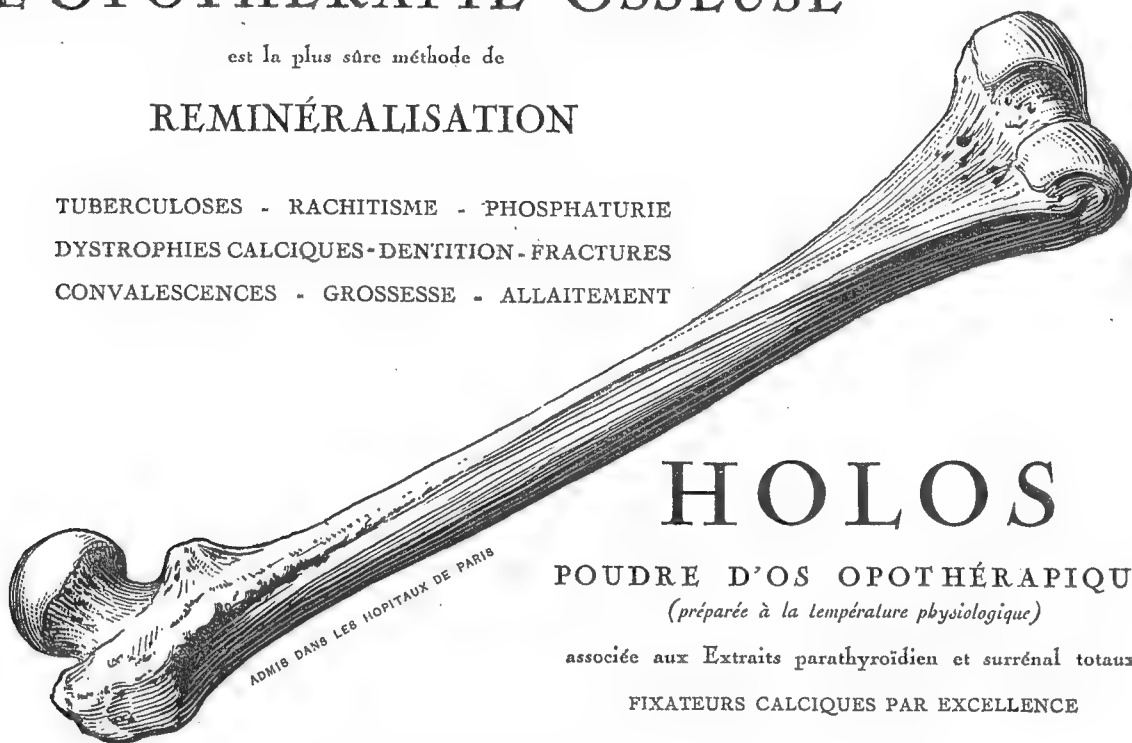 L'OPOTHÉRAPIE OSSEUSE
est la plus sûre méthode de
REMINÉRALISATION
TUBERCULOSES - RACHITISME - PHOSPHATURIE
DYSTROPHIES CALCIQUES - DENTITION - FRACTURES
CONVALESCENCES - GROSSESSE - ALLAITEMENT
ADMIS DANS LES HOPITAUX DE PARIS
HOLOS
POUDRE D'OS OPOTHÉRAPIQU
(préparée à la température physiologique)
associée aux Extraits parathyroïdien et surrénal totaux
FIXATEURS CALCIQUES PAR EXCELLENCE